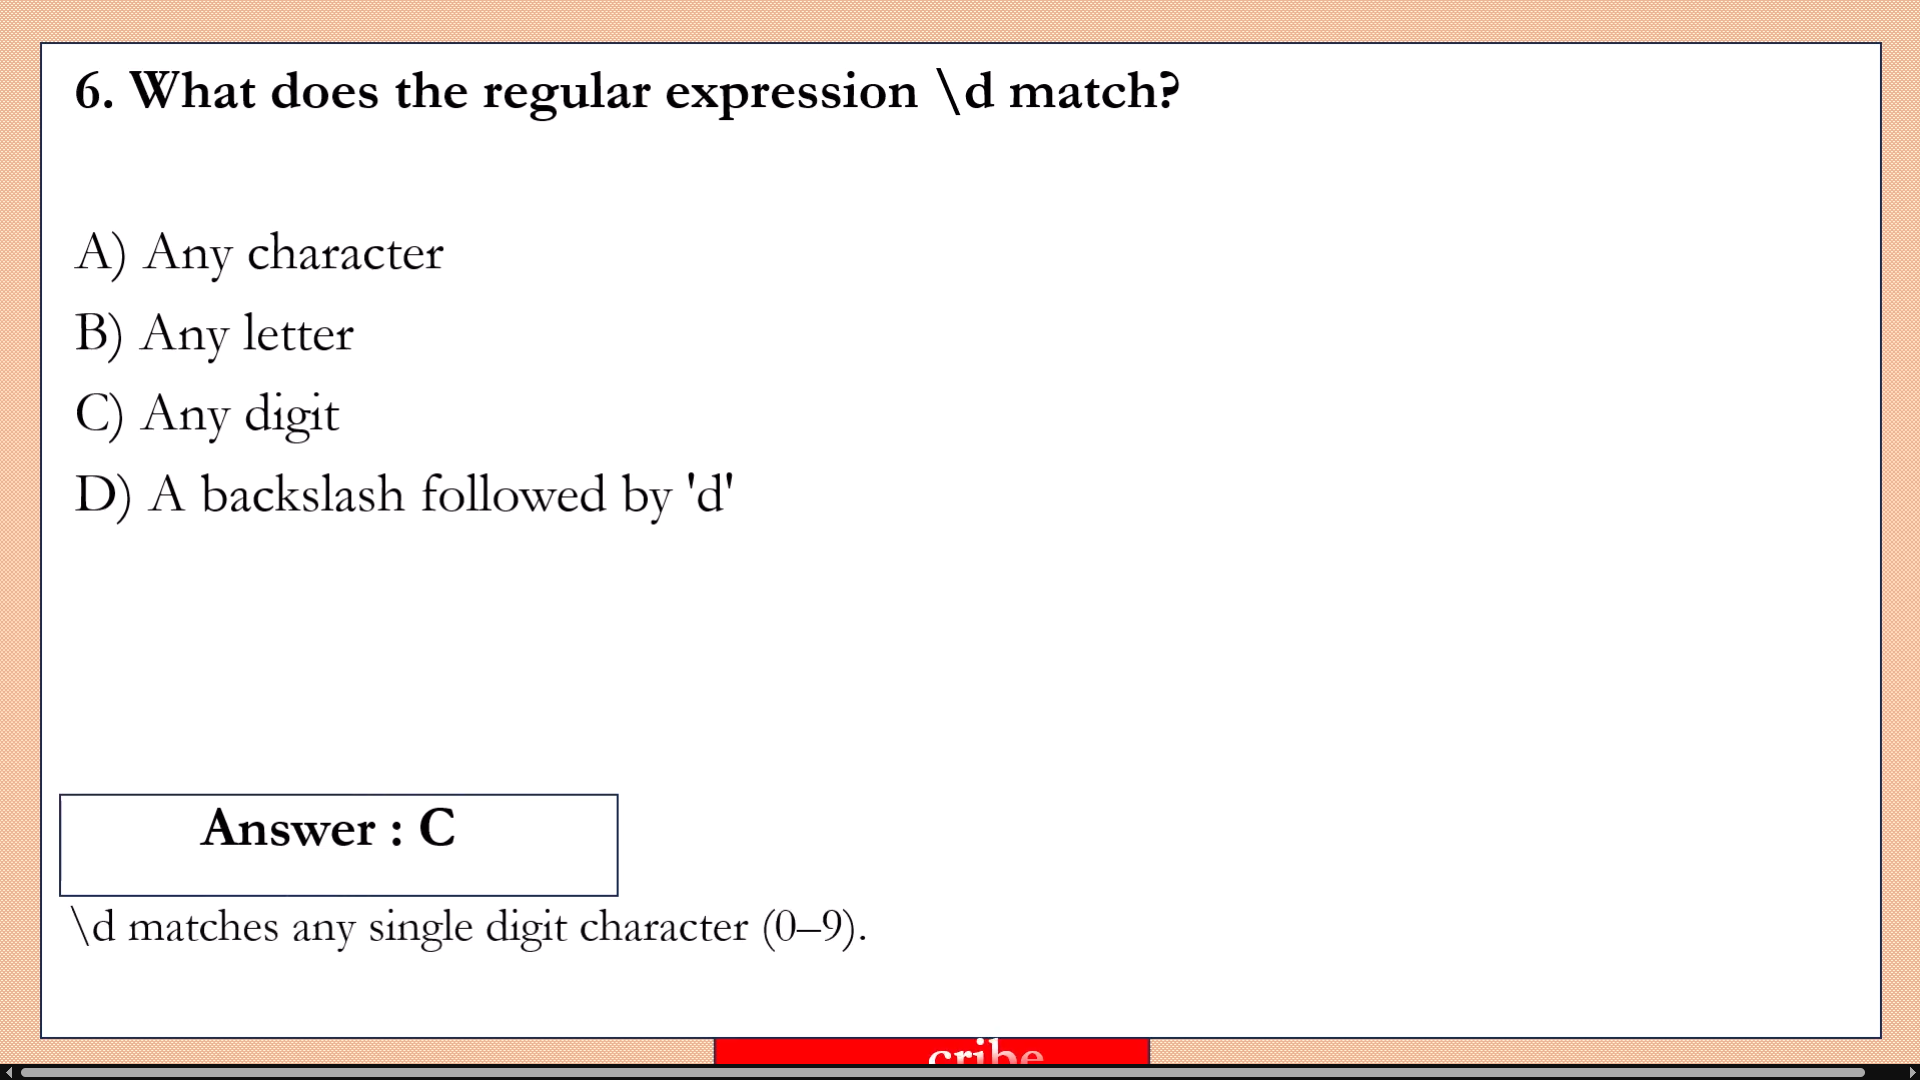 6. What does the regular expression \d match?
A) Any character
B) Any letter
C) Any digit
D) A backslash followed by 'd'
Answer : C
\d matches any single digit character (0–9).
cribe